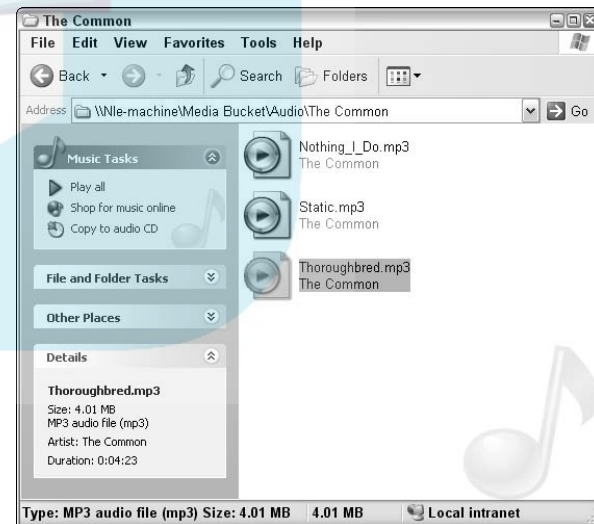 The Common
File Edit View Favorites Tools Help
Back Search Folders
Address \\Nle-machine\Media Bucket\Audio\The Common Go
Music Tasks
Play all
Shop for music online
Copy to audio CD
File and Folder Tasks
Other Places
Details
Thoroughbred.mp3
Size: 4.01 MB
MP3 audio file (mp3)
Artist: The Common
Duration: 0:04:23
Nothing_I_Do.mp3
The Common
Static.mp3
The Common
Thoroughbred.mp3
The Common
Type: MP3 audio file (mp3) Size: 4.01 MB 4.01 MB Local intranet